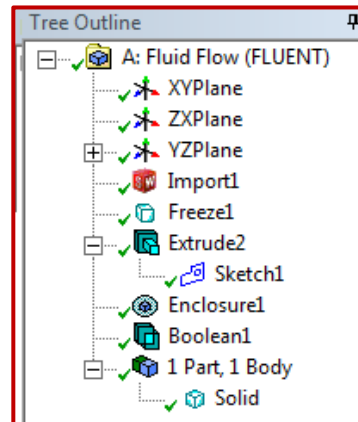 Tree Outline
A: Fluid Flow (FLUENT)
XYPlane
ZXPlane
YZPlane
Import1
Freeze1
Extrude2
Sketch1
Enclosure1
Boolean1
1 Part, 1 Body
Solid